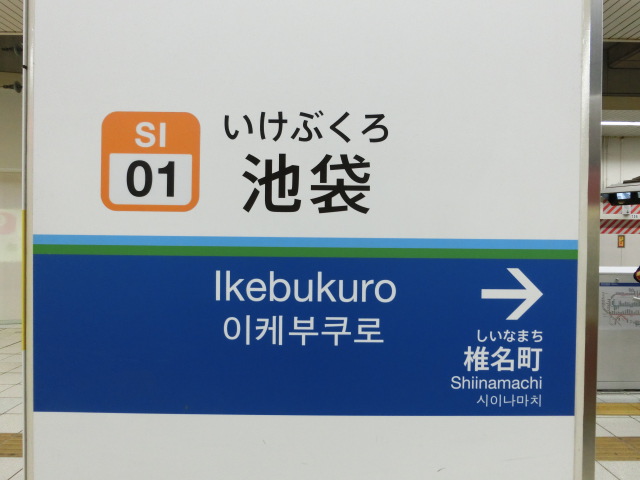 SI
01
いけぶくろ
池袋
Ikebukuro
이케부쿠로
しいなまち
椎名町
Shiinamachi
시이나마치